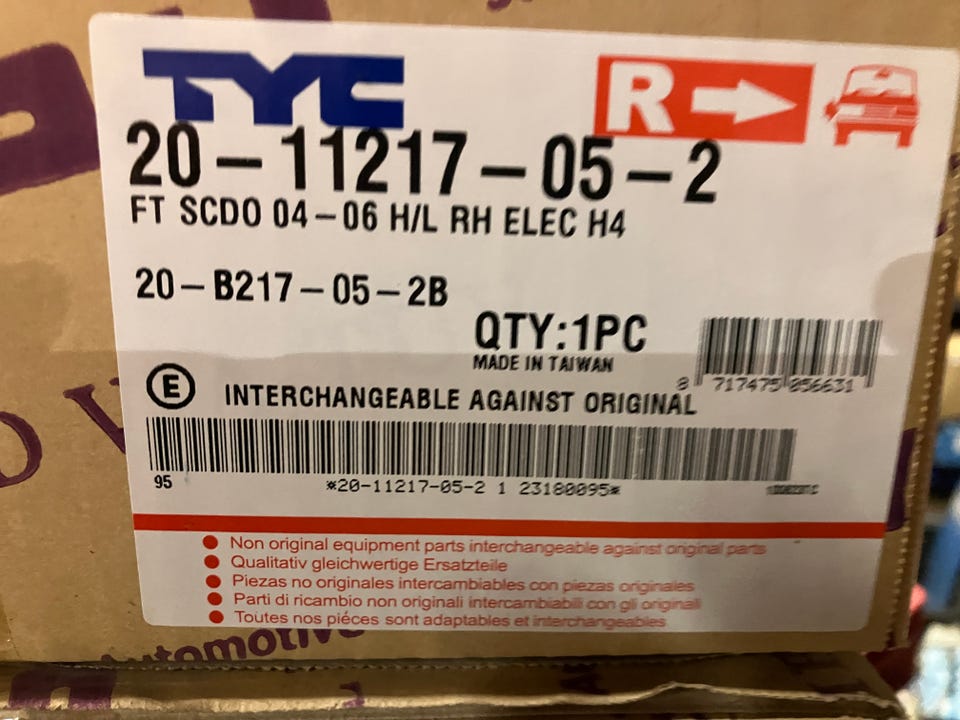 TYC
R
20-11217-05-2
FT SCDO 04-06 H/L RH ELEC H4
20-B217-05-2B
QTY:1PC
MADE IN TAIWAN
8 717475 056631
E
INTERCHANGEABLE AGAINST ORIGINAL
95
*20-11217-05-2 1 23180095*
Non original equipment parts interchangeable against original parts
Qualitativ gleichwertige Ersatzteile
Piezas no originales intercambiables con piezas originales
Parti di ricambio non originali intercambiabili con gli originali
Toutes nos piéces sont adaptables et interchangeables
Automotive